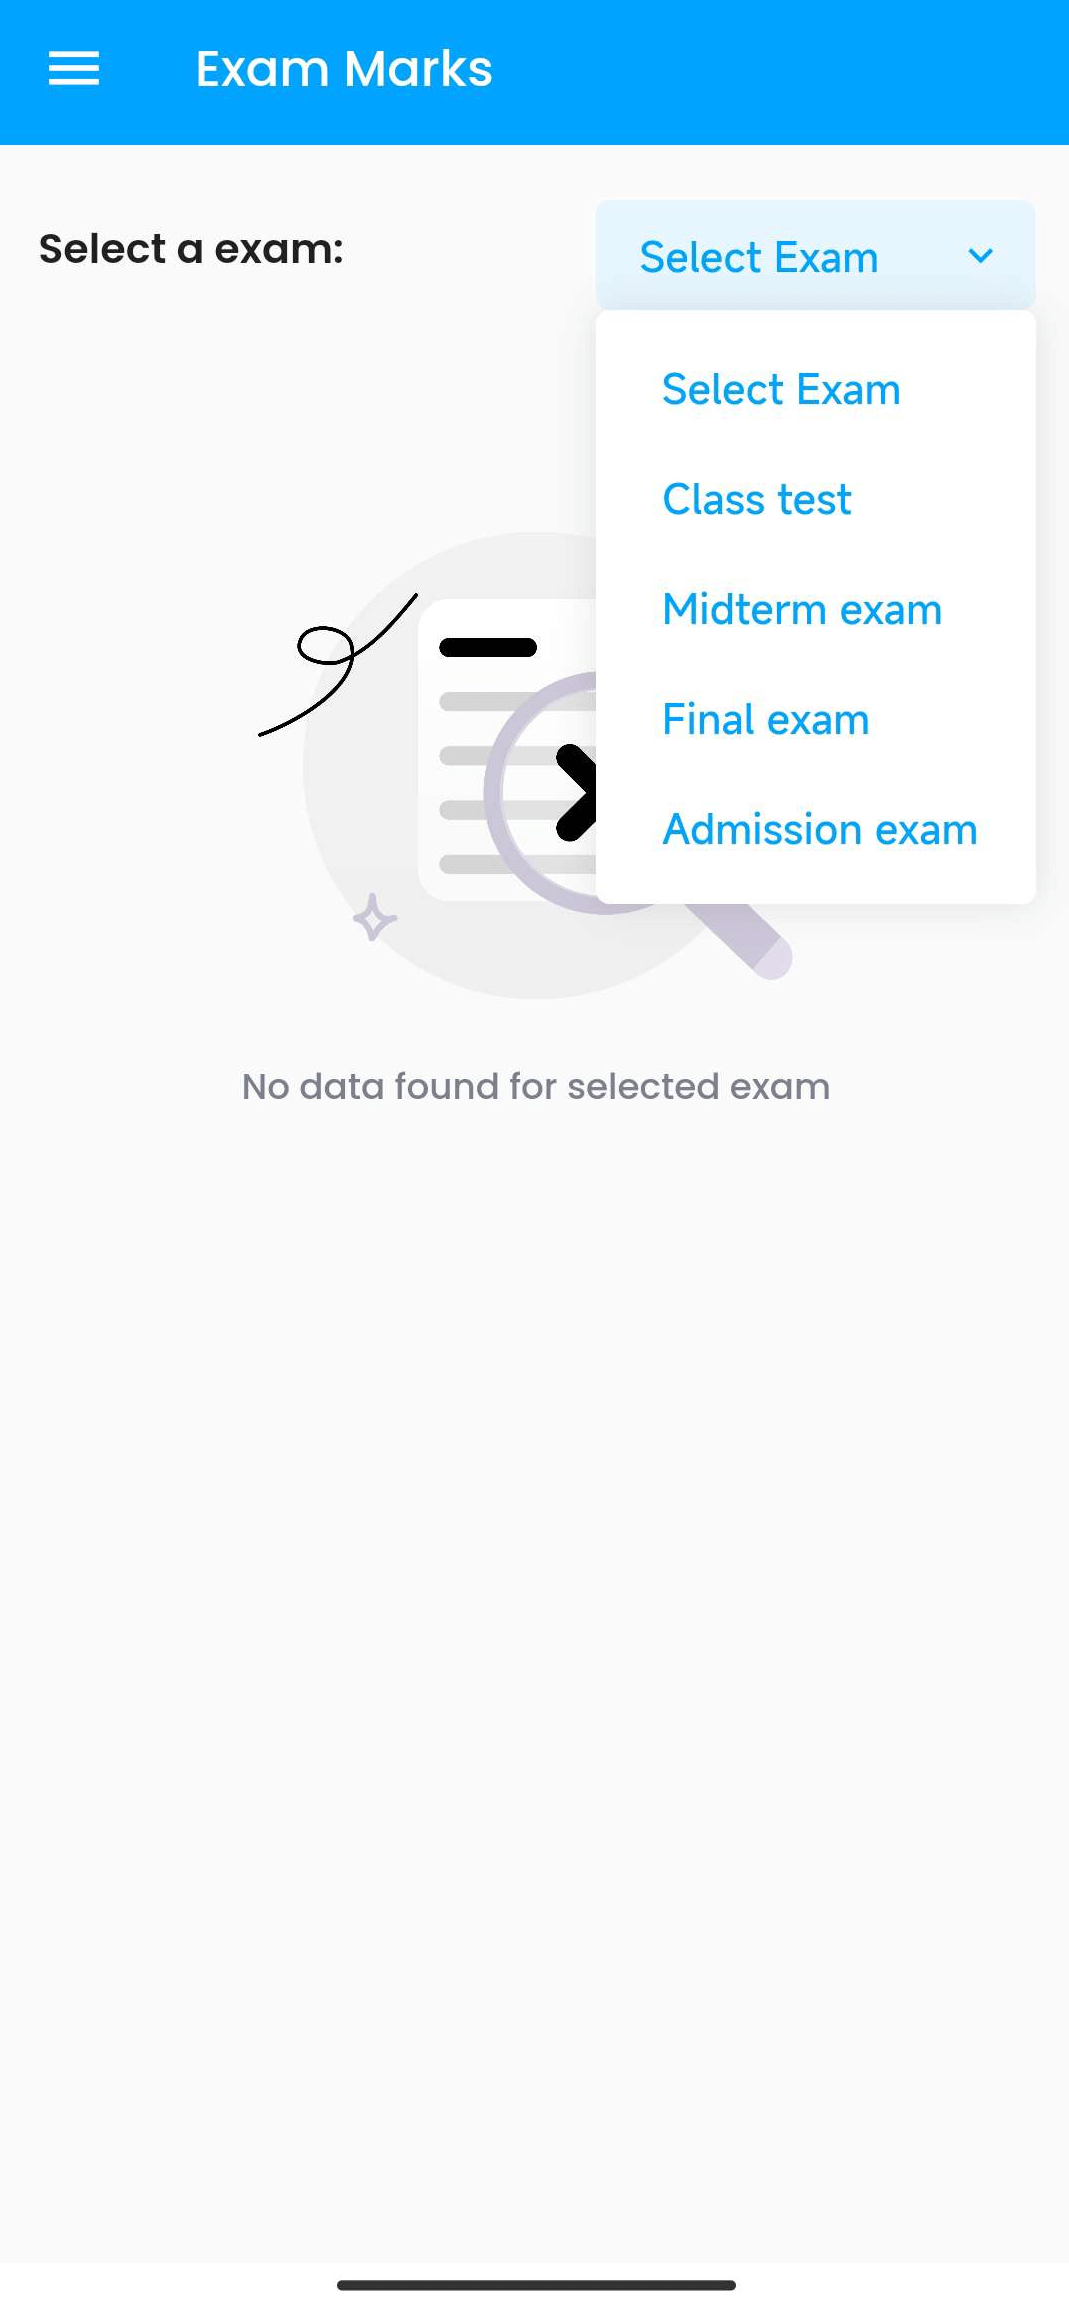 Exam Marks
Select a exam:
Select Exam
Select Exam
Class test
Midterm exam
Final exam
Admission exam
No data found for selected exam